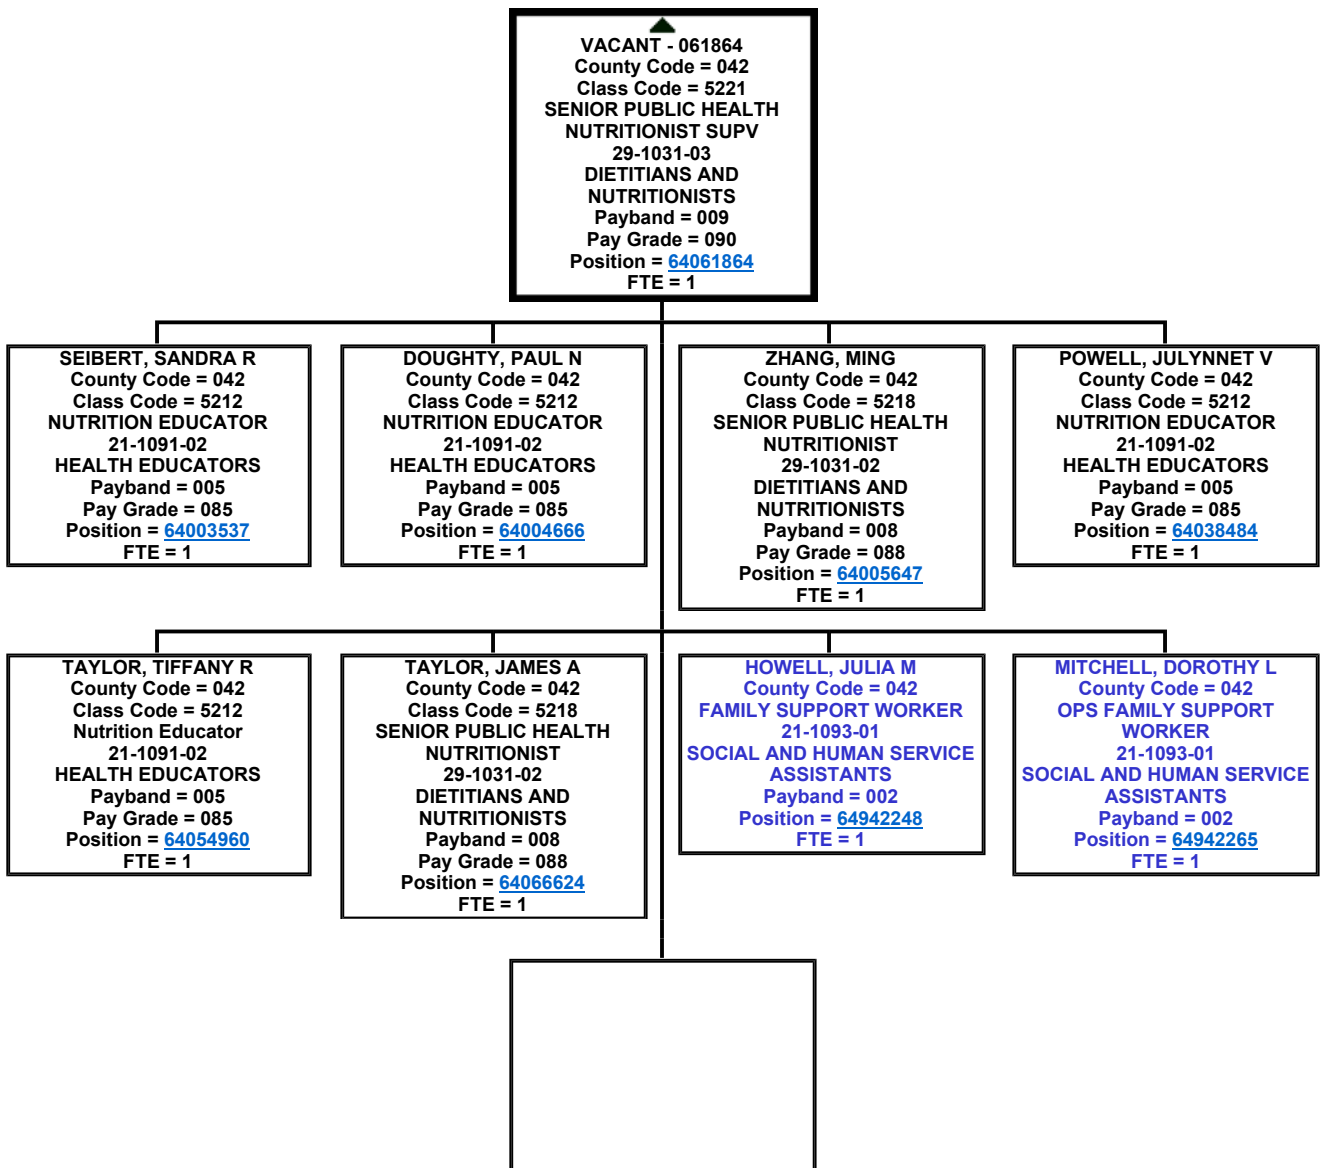 VACANT - 061864
County Code = 042
Class Code = 5221
SENIOR PUBLIC HEALTH
NUTRITIONIST SUPV
29-1031-03
DIETITIANS AND
NUTRITIONISTS
Payband = 009
Pay Grade = 090
Position = 64061864
FTE = 1
SEIBERT, SANDRA R
County Code = 042
Class Code = 5212
NUTRITION EDUCATOR
21-1091-02
HEALTH EDUCATORS
Payband = 005
Pay Grade = 085
Position = 64003537
FTE = 1
DOUGHTY, PAUL N
County Code = 042
Class Code = 5212
NUTRITION EDUCATOR
21-1091-02
HEALTH EDUCATORS
Payband = 005
Pay Grade = 085
Position = 64004666
FTE = 1
ZHANG, MING
County Code = 042
Class Code = 5218
SENIOR PUBLIC HEALTH
NUTRITIONIST
29-1031-02
DIETITIANS AND
NUTRITIONISTS
Payband = 008
Pay Grade = 088
Position = 64005647
FTE = 1
POWELL, JULYNNET V
County Code = 042
Class Code = 5212
NUTRITION EDUCATOR
21-1091-02
HEALTH EDUCATORS
Payband = 005
Pay Grade = 085
Position = 64038484
FTE = 1
TAYLOR, TIFFANY R
County Code = 042
Class Code = 5212
Nutrition Educator
21-1091-02
HEALTH EDUCATORS
Payband = 005
Pay Grade = 085
Position = 64054960
FTE = 1
TAYLOR, JAMES A
County Code = 042
Class Code = 5218
SENIOR PUBLIC HEALTH
NUTRITIONIST
29-1031-02
DIETITIANS AND
NUTRITIONISTS
Payband = 008
Pay Grade = 088
Position = 64066624
FTE = 1
HOWELL, JULIA M
County Code = 042
FAMILY SUPPORT WORKER
21-1093-01
SOCIAL AND HUMAN SERVICE
ASSISTANTS
Payband = 002
Position = 64942248
FTE = 1
MITCHELL, DOROTHY L
County Code = 042
OPS FAMILY SUPPORT
WORKER
21-1093-01
SOCIAL AND HUMAN SERVICE
ASSISTANTS
Payband = 002
Position = 64942265
FTE = 1